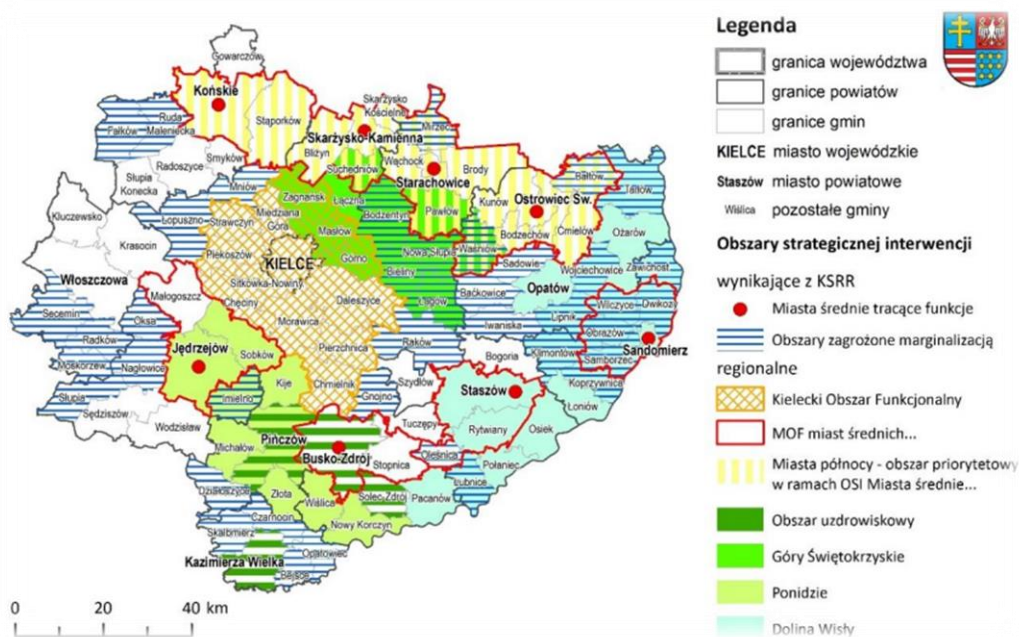 Legenda
granica województwa
granice powiatów
granice gmin
KIELCE miasto wojewódzkie
Staszów miasto powiatowe
Wiślica pozostałe gminy
Obszary strategicznej interwencji
wynikające z KSRR
Miasta średnie tracące funkcje
Obszary zagrożone marginalizacją
regionalne
Kielecki Obszar Funkcjonalny
MOF miast średnich...
Miasta północy - obszar priorytetowy
w ramach OSI Miasta średnie...
Obszar uzdrowiskowy
Góry Świętokrzyskie
Ponidzie
Dolina Wisły
Gowarczów
Końskie
Stąporków
Skarżysko
Kościelne
Ruda
Maleniecka
Fałków
Mirzec
Skarżysko-Kamienna
Smyków
Radoszyce
Bliżyn
Suchedniów
Wąchock
Brody
Starachowice
Słupia
Konecka
Mniów
Zagnańsk
Łączna
Bodzentyn
Pawłów
Kunów
Ostrowiec Św.
Bałtów
Tarłów
Kluczewsko
Łopuszno
Strawczyn
Miedziana
Góra
Masłów
Bodzechów
Ćmielów
Ożarów
Krasocin
Piekoszów
KIELCE
Górno
Nowa Słupia
Waśniów
Bieliny
Sadowie
Wojciechowice
Zawichost
Włoszczowa
Sitkówka-Nowiny
Chęciny
Daleszyce
Łagów
Baćkowice
Opatów
Małogoszcz
Secemin
Oksa
Morawica
Iwaniska
Lipnik
Wilczyce
Dwikozy
Radków
Jędrzejów
Sobków
Pierzchnica
Raków
Klimontów
Obrazów
Samborzec
Sandomierz
Bogoria
Moskorzew
Nagłowice
Kije
Chmielnik
Gnojno
Szydłów
Staszów
Koprzywnica
Łoniów
Słupia
Sędziszów
Imielno
Wodzisław
Pińczów
Tuczępy
Rytwiany
Osiek
Michałów
Busko-Zdrój
Stopnica
Oleśnica
Połaniec
Działoszyce
Złota
Wiślica
Solec-Zdrój
Pacanów
Łubnice
Czarnocin
Nowy Korczyn
Skalbmierz
Opatowiec
Kazimierza Wielka
Bejsce
0 20 40 km